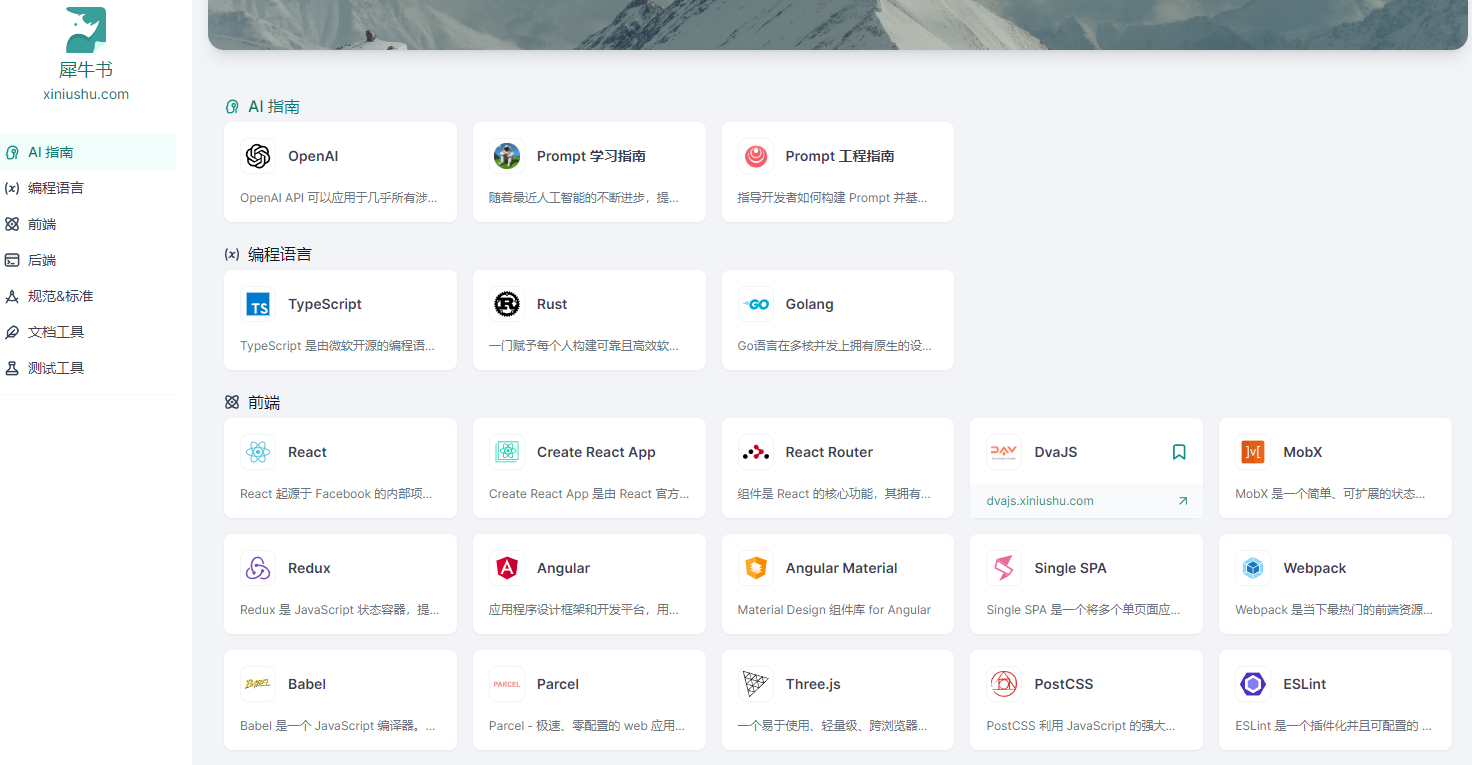 犀牛书
xiniushu.com
AI 指南
编程语言
前端
后端
规范&标准
文档工具
测试工具
AI 指南
OpenAI
OpenAI API 可以应用于几乎所有涉...
Prompt 学习指南
随着最近人工智能的不断进步，提...
Prompt 工程指南
指导开发者如何构建 Prompt 并基...
编程语言
TS
TypeScript
TypeScript 是由微软开源的编程语...
Rust
一门赋予每个人构建可靠且高效软...
GO
Golang
Go语言在多核并发上拥有原生的设...
前端
React
React 起源于 Facebook 的内部项...
Create React App
Create React App 是由 React 官方...
React Router
组件是 React 的核心功能，其拥有...
DvaJS
dvajs.xiniushu.com
MobX
MobX 是一个简单、可扩展的状态...
Redux
Redux 是 JavaScript 状态容器，提...
Angular
应用程序设计框架和开发平台，用...
Angular Material
Material Design 组件库 for Angular
Single SPA
Single SPA 是一个将多个单页面应...
Webpack
Webpack 是当下最热门的前端资源...
BABEL
Babel
Babel 是一个 JavaScript 编译器。...
PARCEL
Parcel
Parcel - 极速、零配置的 web 应用...
Three.js
一个易于使用、轻量级、跨浏览器...
PostCSS
PostCSS 利用 JavaScript 的强大...
ESLint
ESLint 是一个插件化并且可配置的 ...